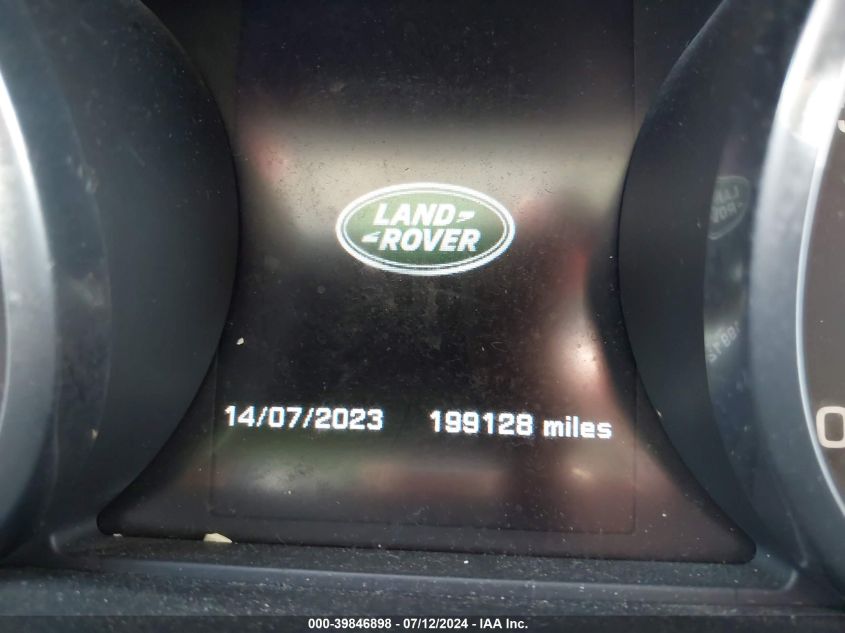 LAND
ROVER
14/07/2023 199128 miles
000-39846898 / 07/12/2024 - IAA Inc.